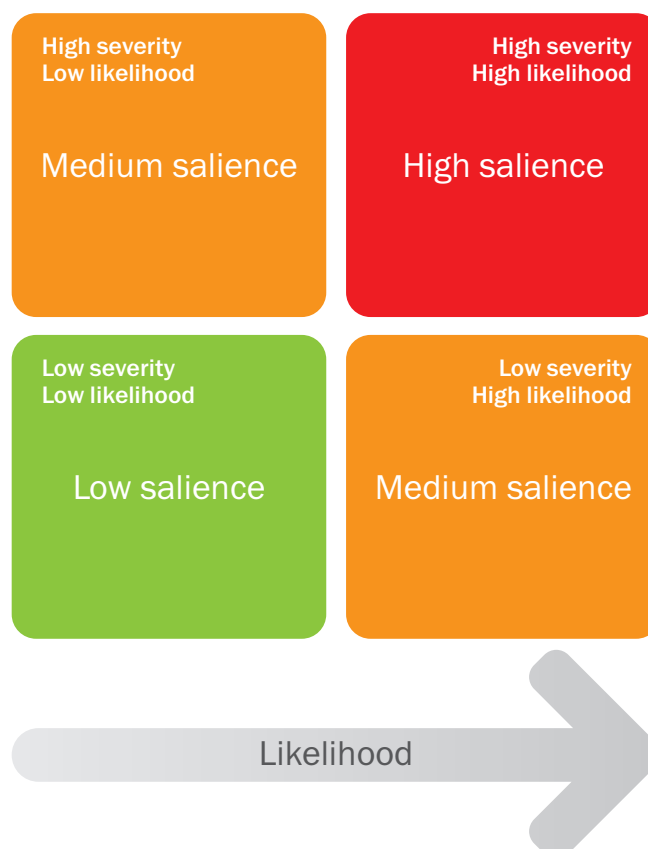 High severity
Low likelihood
Medium salience
High severity
High likelihood
High salience
Low severity
Low likelihood
Low salience
Low severity
High likelihood
Medium salience
Likelihood